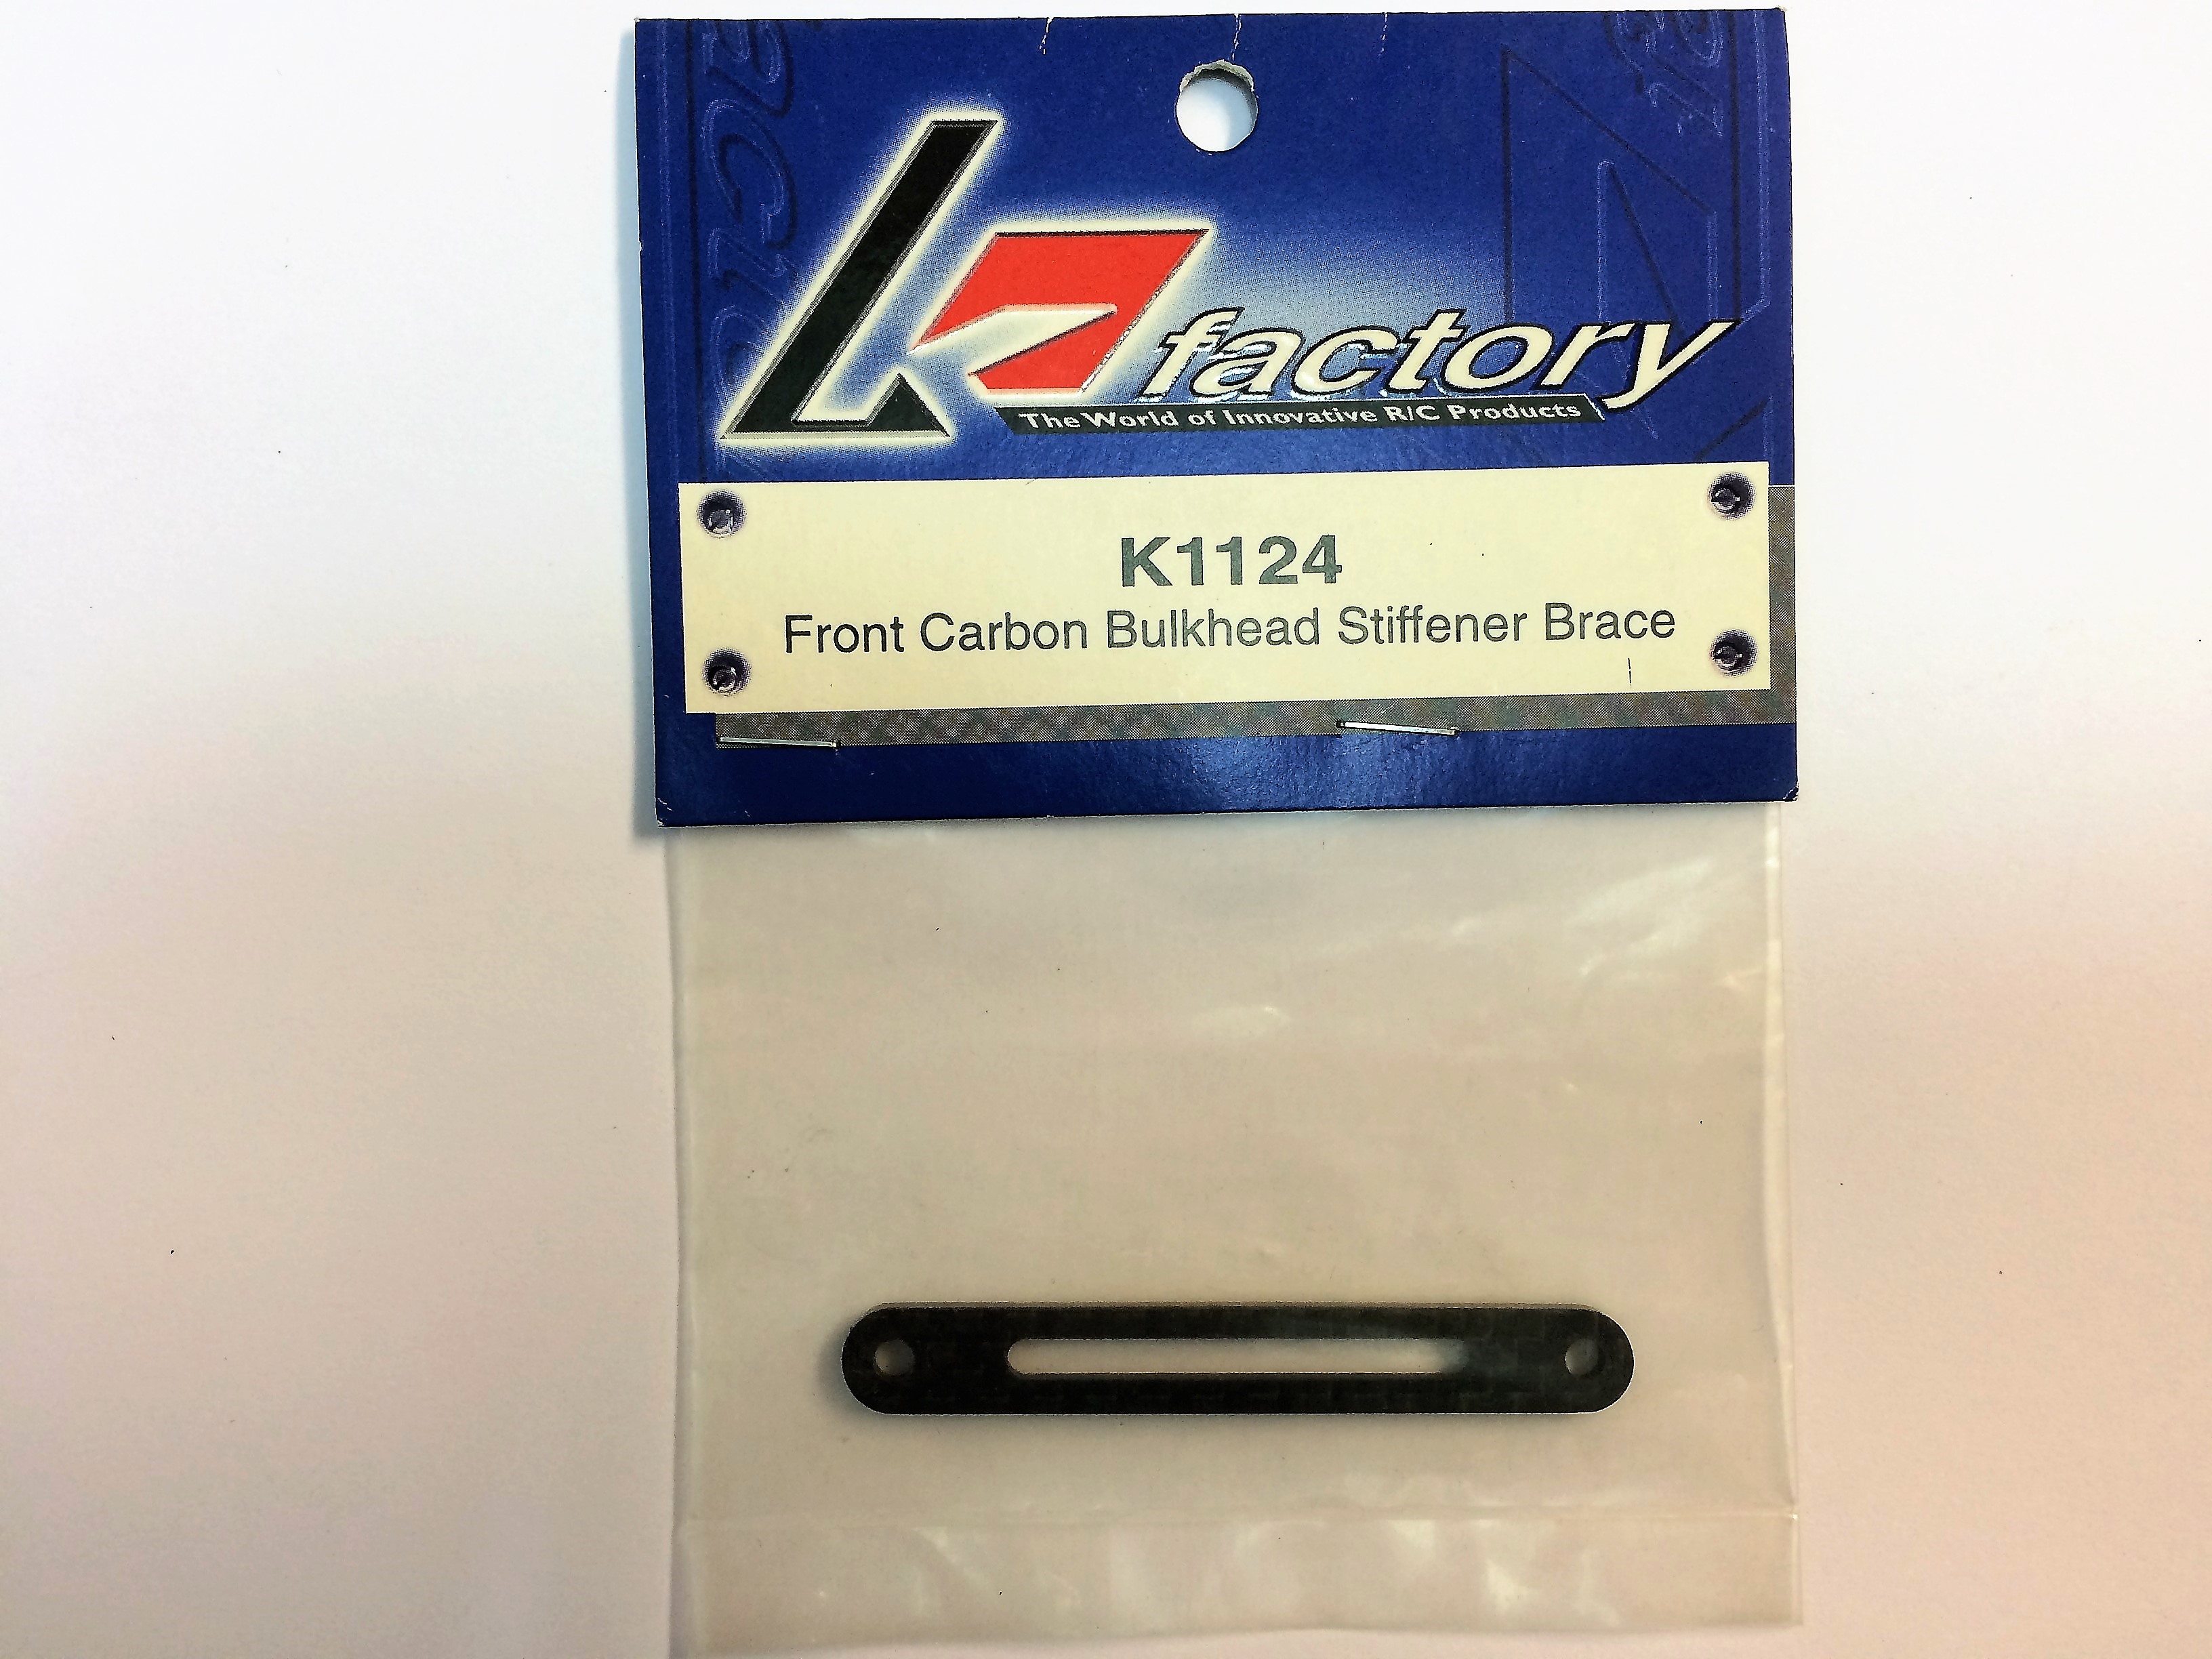 K factory
The World of Innovative R/C Products
K1124
Front Carbon Bulkhead Stiffener Brace